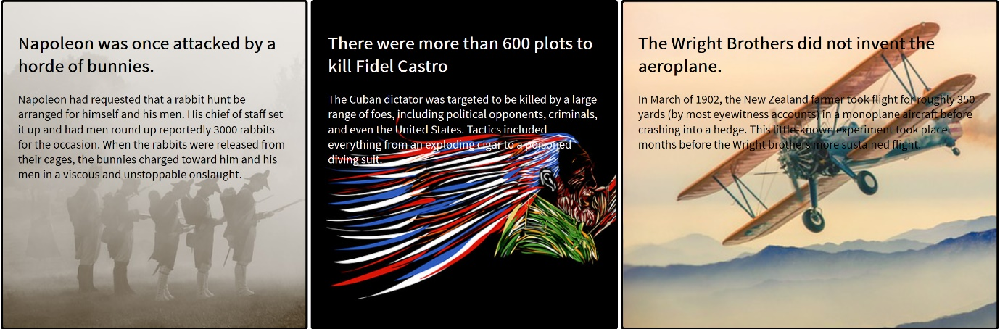 Napoleon was once attacked by a
horde of bunnies.
Napoleon had requested that a rabbit hunt be
arranged for himself and his men. His chief of staff set
it up and had men round up reportedly 3000 rabbits
for the occasion. When the rabbits were released from
their cages, the bunnies charged toward him and his
men in a viscous and unstoppable onslaught.
There were more than 600 plots to
kill Fidel Castro
The Cuban dictator was targeted to be killed by a large
range of foes, including political opponents, criminals,
and even the United States. Tactics included
everything from an exploding cigar to a poisoned
diving suit.
The Wright Brothers did not invent the
aeroplane.
In March of 1902, the New Zealand farmer took flight for roughly 350
yards (by most eyewitness accounts) in a monoplane aircraft before
crashing into a hedge. This little-known experiment took place
months before the Wright brothers more sustained flight.